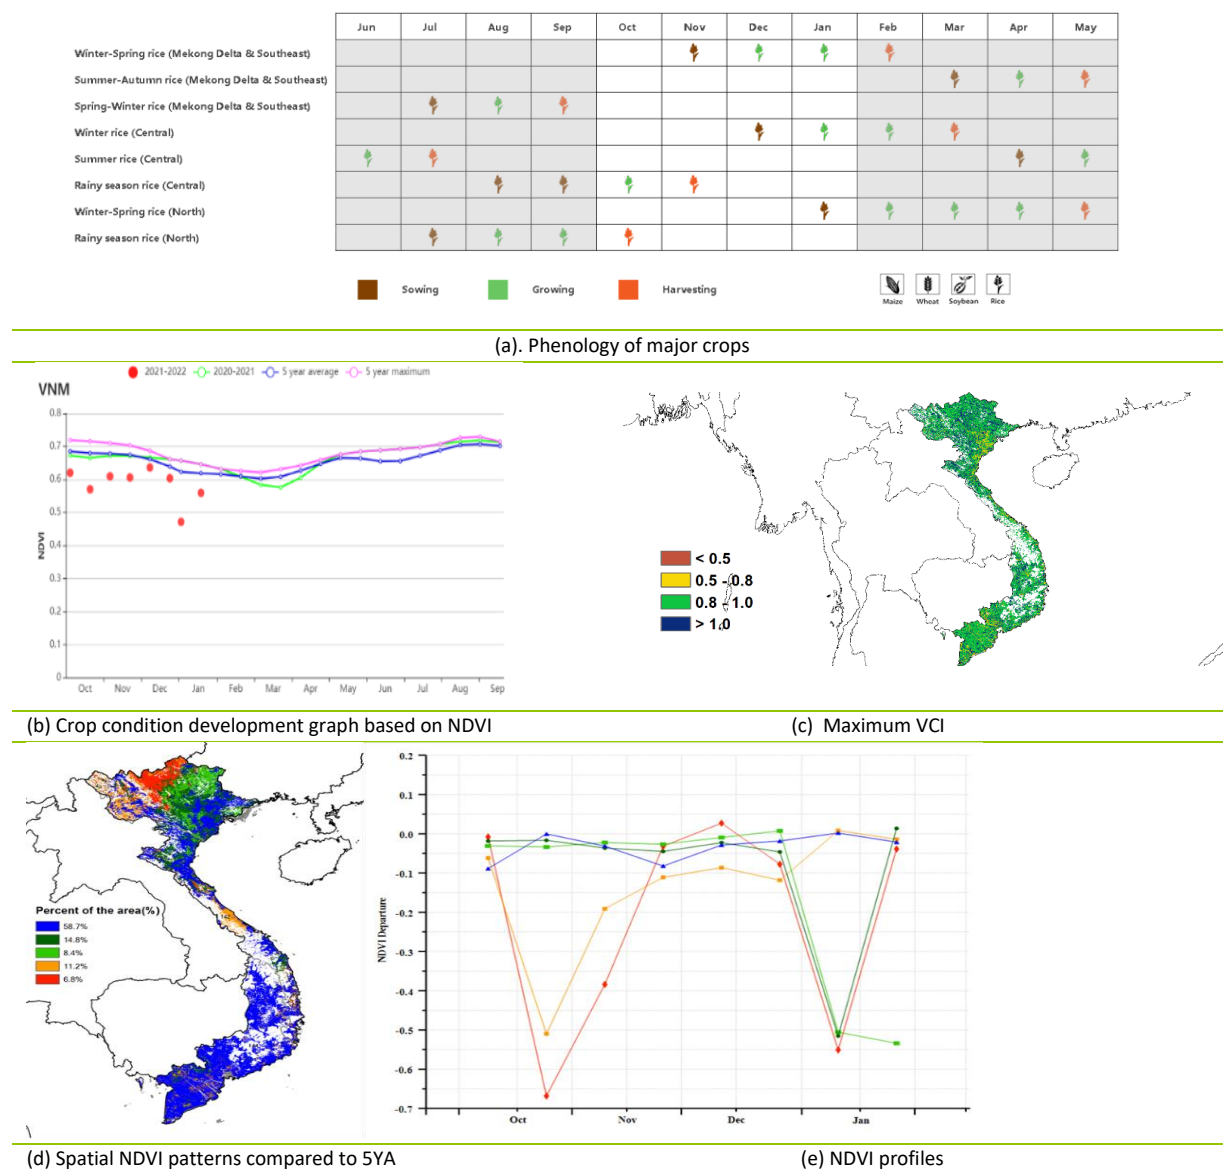 Jun Jul Aug Sep Oct Nov Dec Jan Feb Mar Apr May
Winter-Spring rice (Mekong Delta & Southeast)
Summer-Autumn rice (Mekong Delta & Southeast)
Spring-Winter rice (Mekong Delta & Southeast)
Winter rice (Central)
Summer rice (Central)
Rainy season rice (Central)
Winter-Spring rice (North)
Rainy season rice (North)
Sowing Growing Harvesting
Maize Wheat Soybean Rice
(a). Phenology of major crops
2021-2022 2020-2021 5 year average 5 year maximum
VNM
0.8
0.7
0.6
0.5
0.4
0.3
0.2
0.1
0
NDVI
Oct Nov Dec Jan Feb Mar Apr May Jun Jul Aug Sep
< 0.5
0.5 - 0.8
0.8 - 1.0
> 1.0
(b) Crop condition development graph based on NDVI
(c) Maximum VCI
Percent of the area(%)
58.7%
14.8%
8.4%
11.2%
6.8%
0.2
0.1
0.0
-0.1
-0.2
-0.3
-0.4
-0.5
-0.6
-0.7
NDVI Departure
Oct Nov Dec Jan
(d) Spatial NDVI patterns compared to 5YA
(e) NDVI profiles